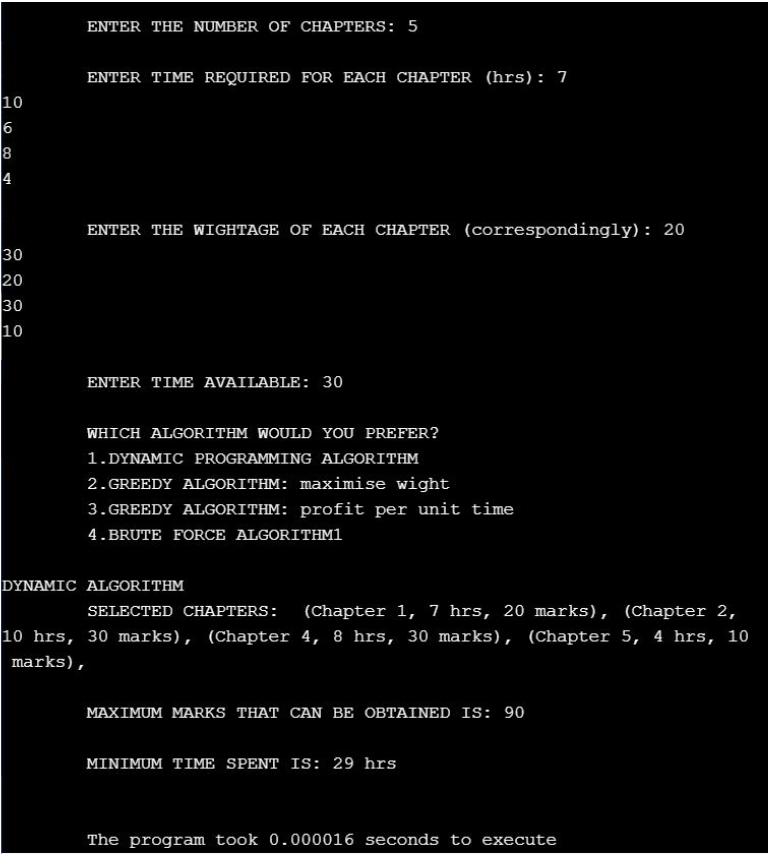 ENTER THE NUMBER OF CHAPTERS: 5
ENTER TIME REQUIRED FOR EACH CHAPTER (hrs): 7
10
6
8
4
ENTER THE WIGHTAGE OF EACH CHAPTER (correspondingly): 20
30
20
30
10
ENTER TIME AVAILABLE: 30
WHICH ALGORITHM WOULD YOU PREFER?
1.DYNAMIC PROGRAMMING ALGORITHM
2.GREEDY ALGORITHM: maximise wight
3.GREEDY ALGORITHM: profit per unit time
4.BRUTE FORCE ALGORITHM1
DYNAMIC ALGORITHM
SELECTED CHAPTERS:  (Chapter 1, 7 hrs, 20 marks), (Chapter 2,
10 hrs, 30 marks), (Chapter 4, 8 hrs, 30 marks), (Chapter 5, 4 hrs, 10
marks),
MAXIMUM MARKS THAT CAN BE OBTAINED IS: 90
MINIMUM TIME SPENT IS: 29 hrs
The program took 0.000016 seconds to execute